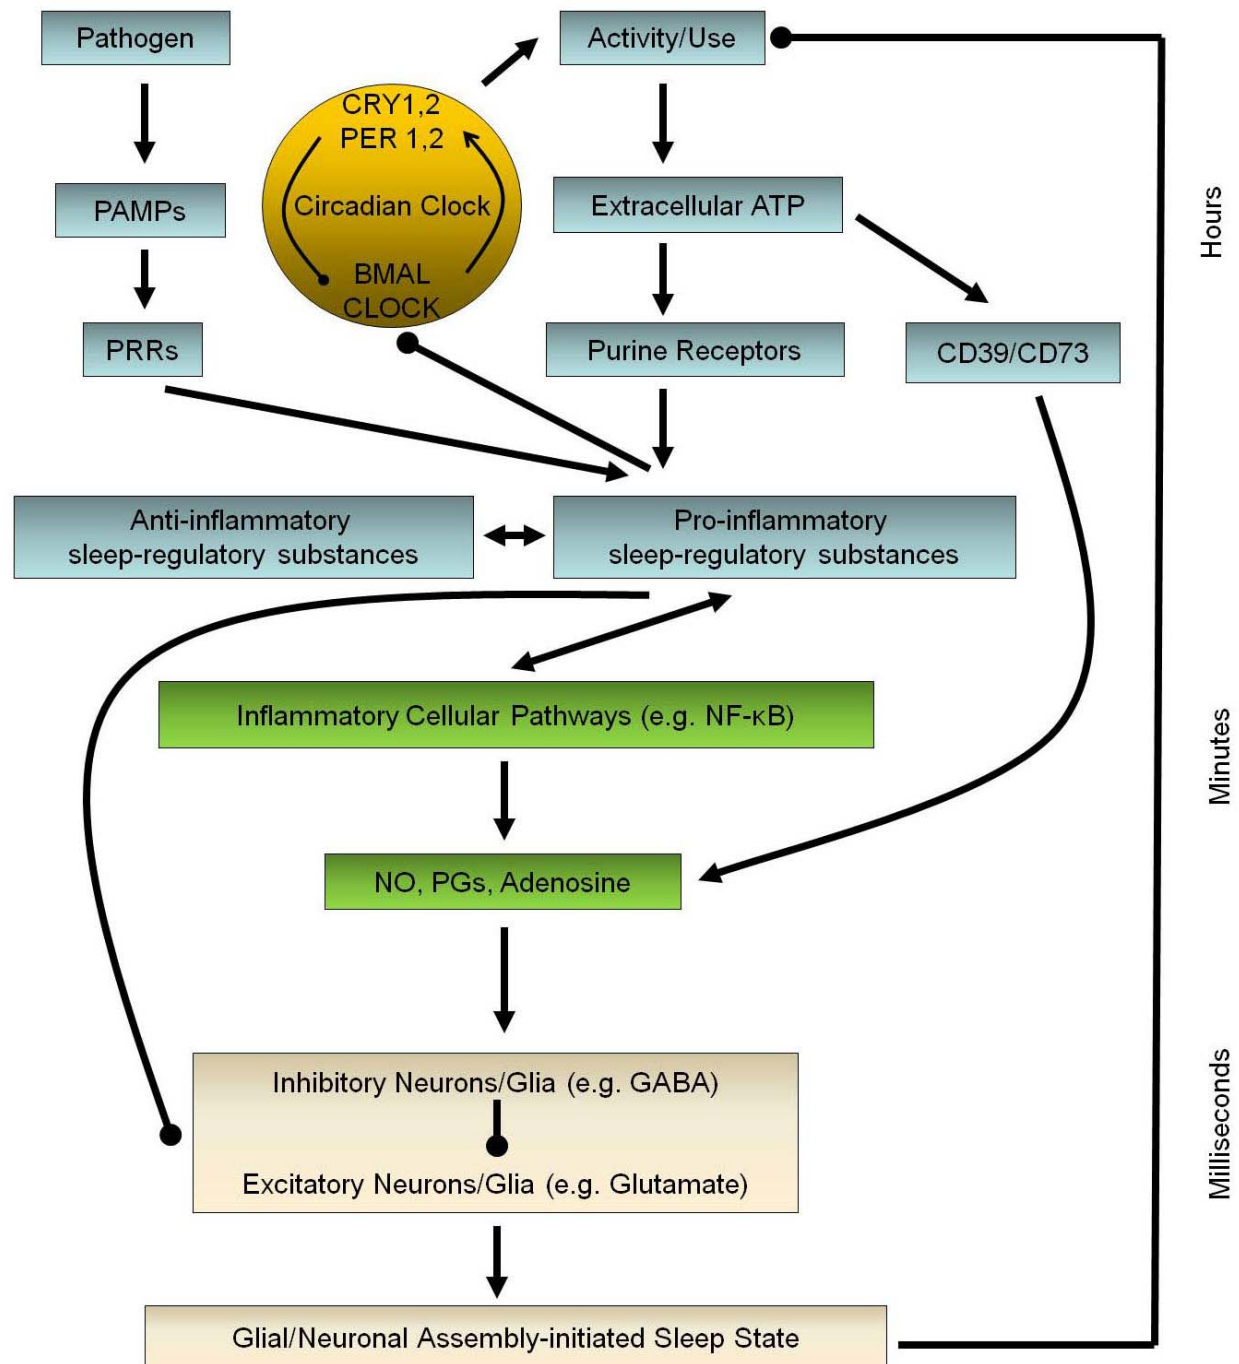 Pathogen
Activity/Use
CRY1,2
PER 1,2
PAMPs
Circadian Clock
Extracellular ATP
Hours
BMAL
CLOCK
PRRs
Purine Receptors
CD39/CD73
Anti-inflammatory
sleep-regulatory substances
Pro-inflammatory
sleep-regulatory substances
Inflammatory Cellular Pathways (e.g. NF-κB)
Minutes
NO, PGs, Adenosine
Inhibitory Neurons/Glia (e.g. GABA)
Milliseconds
Excitatory Neurons/Glia (e.g. Glutamate)
Glial/Neuronal Assembly-initiated Sleep State